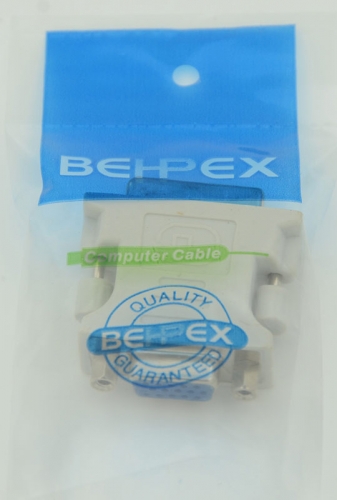 BEHPEX
Computer Cable
QUALITY
BEHPEX
GUARANTEED